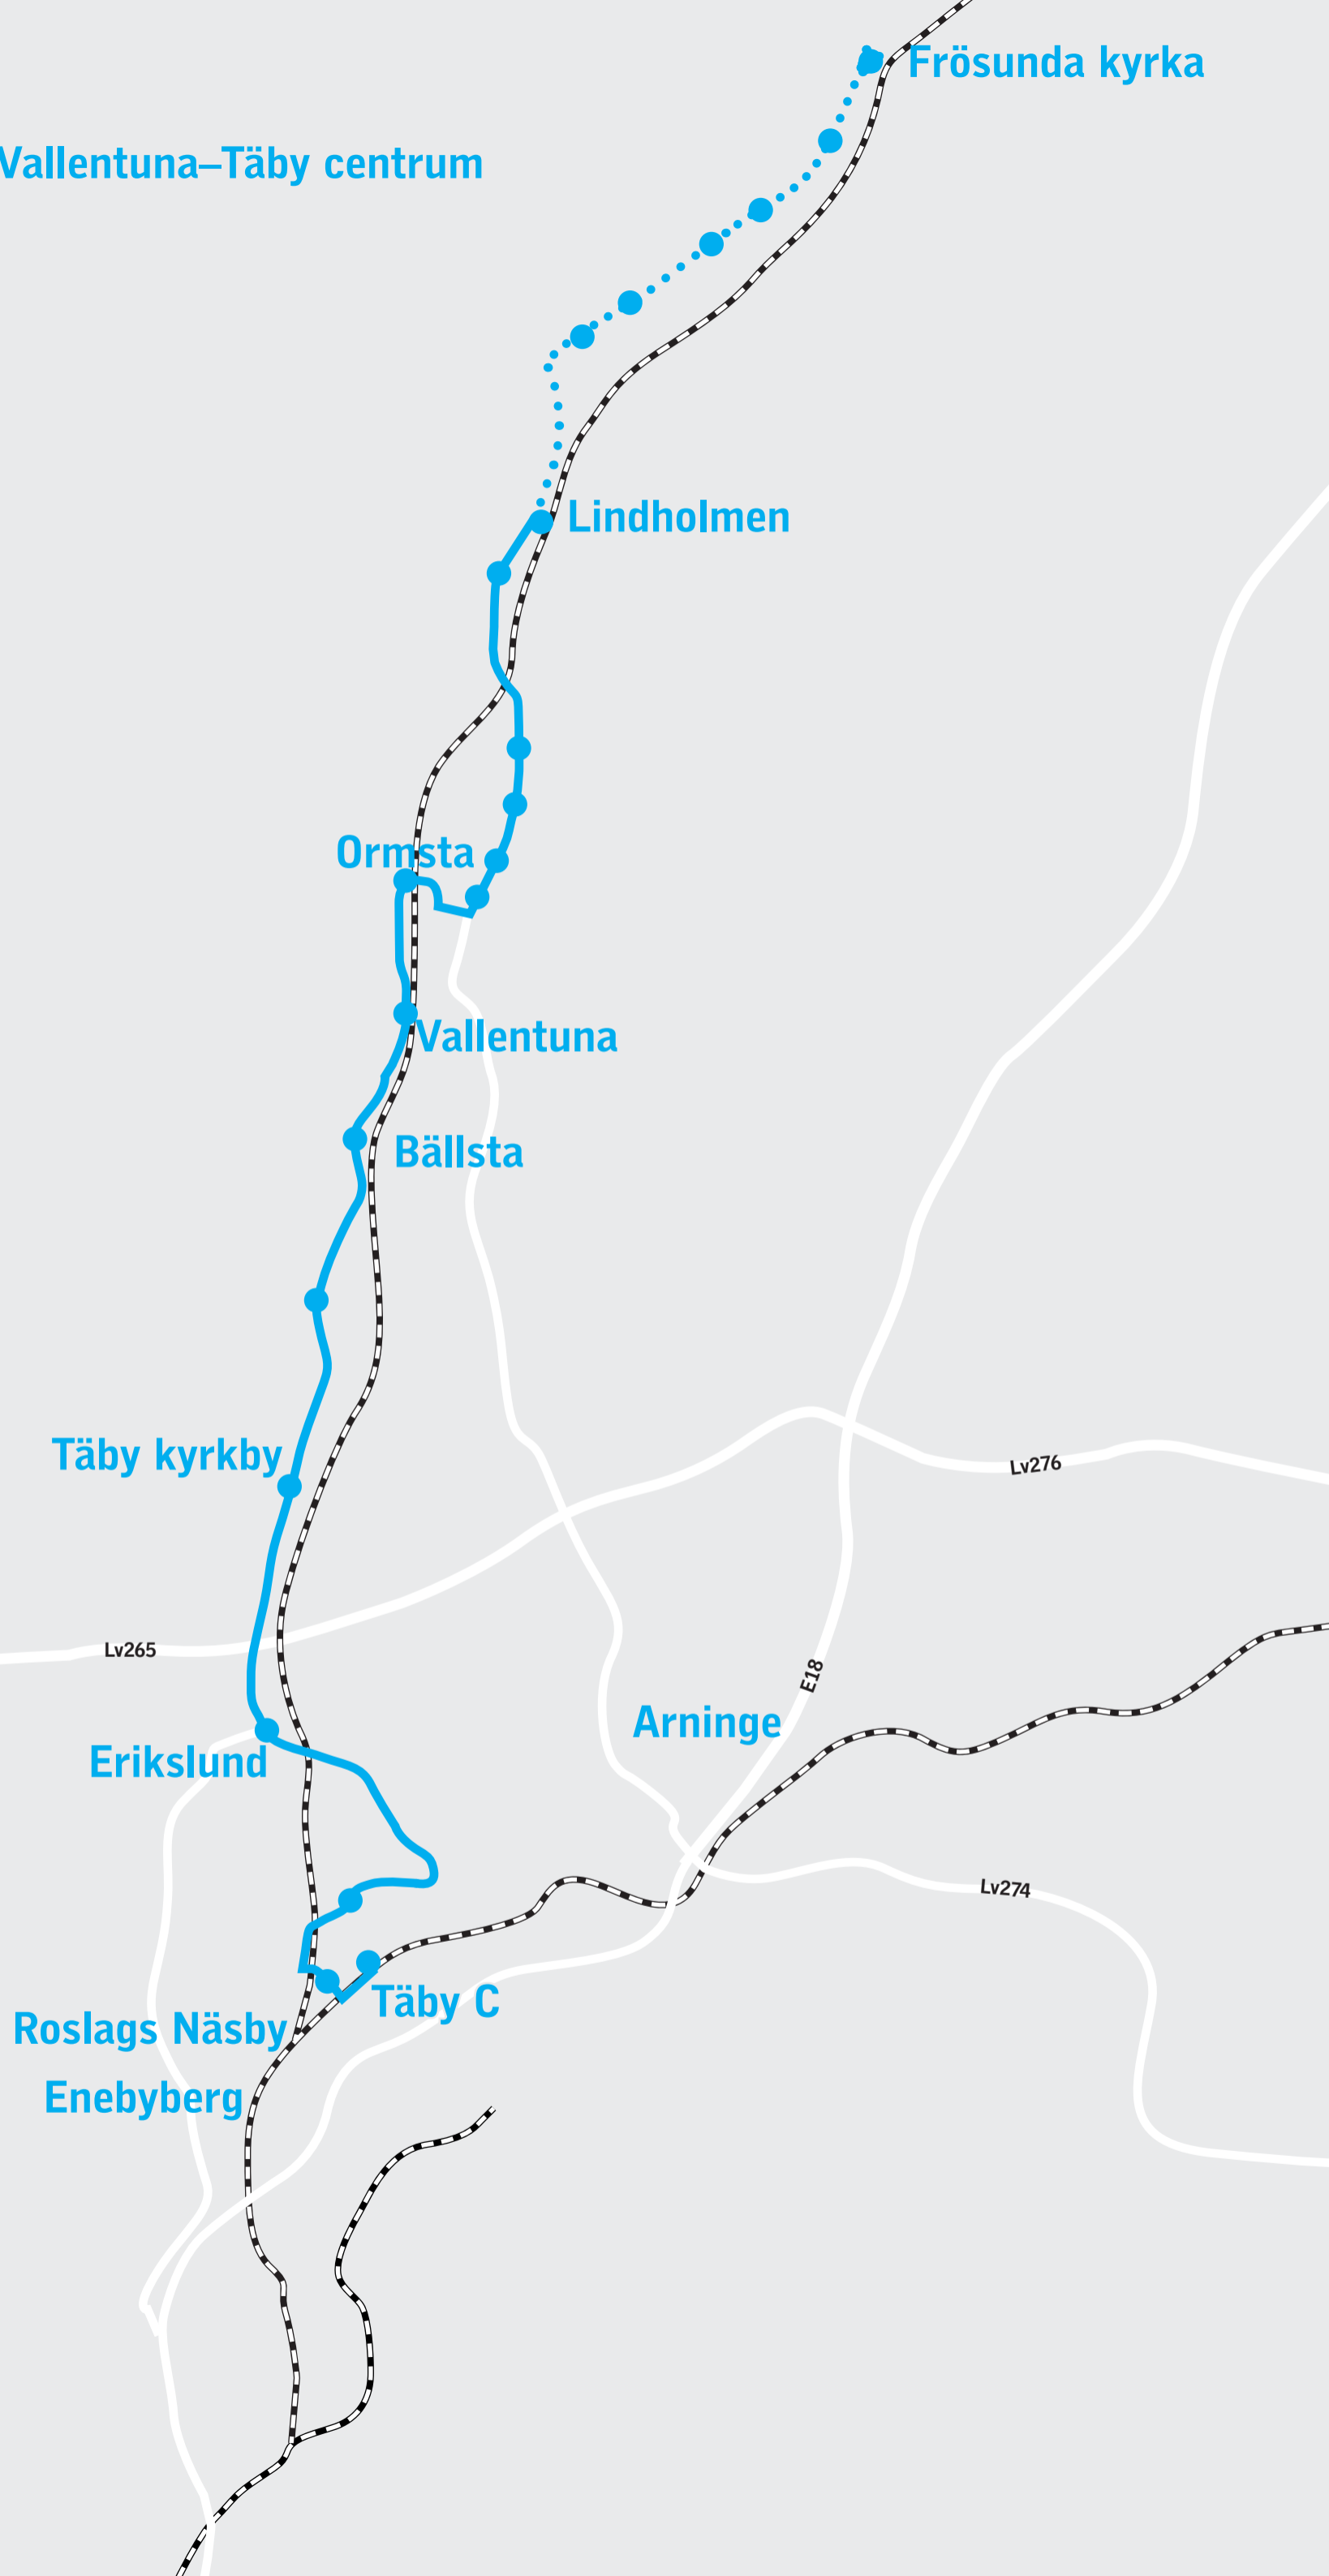 Frösunda kyrka
Vallentuna–Täby centrum
Lindholmen
Ormsta
Vallentuna
Bällsta
Täby kyrkby
Lv276
Lv265
E18
Arninge
Erikslund
Lv274
Täby C
Roslags Näsby
Enebyberg